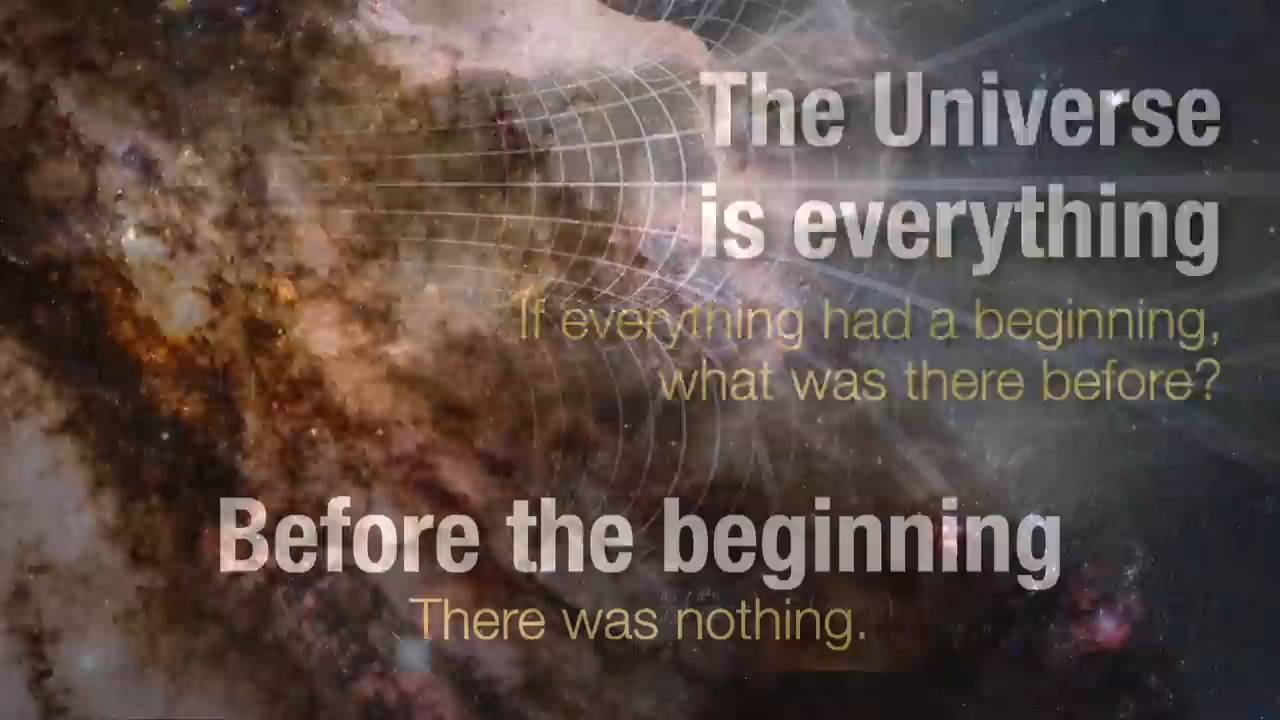 The Universe
is everything
If everything had a beginning,
what was there before?
Before the beginning
There was nothing.